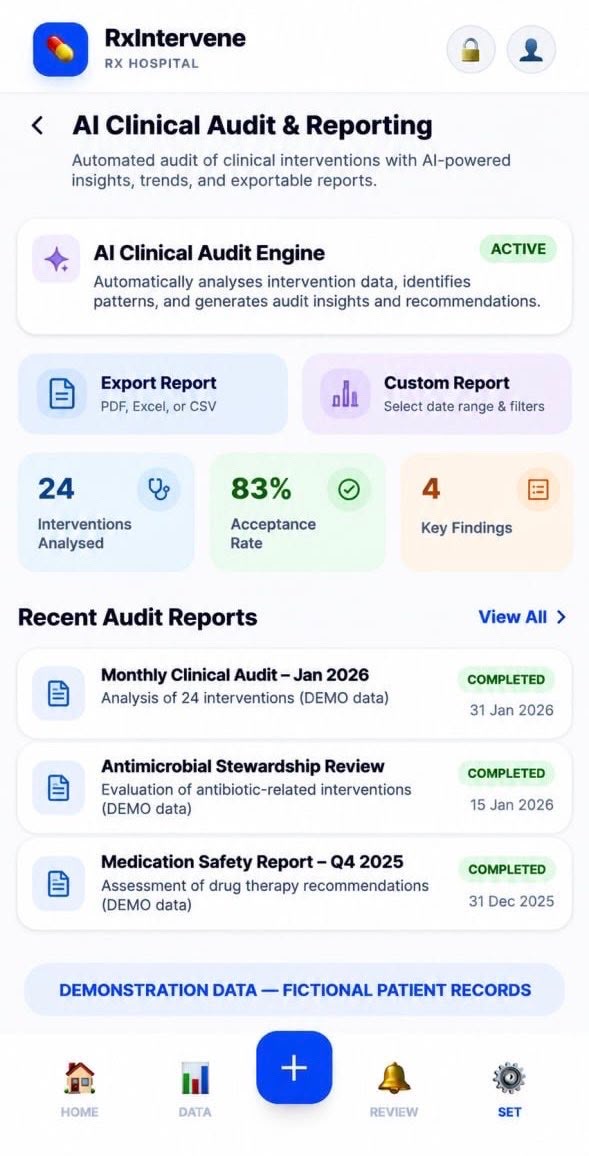 RxIntervene
RX HOSPITAL
AI Clinical Audit & Reporting
Automated audit of clinical interventions with AI-powered
insights, trends, and exportable reports.
AI Clinical Audit Engine
ACTIVE
Automatically analyses intervention data, identifies
patterns, and generates audit insights and recommendations.
Export Report
PDF, Excel, or CSV
Custom Report
Select date range & filters
24
Interventions
Analysed
83%
Acceptance
Rate
4
Key Findings
Recent Audit Reports
View All
Monthly Clinical Audit – Jan 2026
Analysis of 24 interventions (DEMO data)
COMPLETED
31 Jan 2026
Antimicrobial Stewardship Review
Evaluation of antibiotic-related interventions
(DEMO data)
COMPLETED
15 Jan 2026
Medication Safety Report – Q4 2025
Assessment of drug therapy recommendations
(DEMO data)
COMPLETED
31 Dec 2025
DEMONSTRATION DATA — FICTIONAL PATIENT RECORDS
HOME
DATA
REVIEW
SET